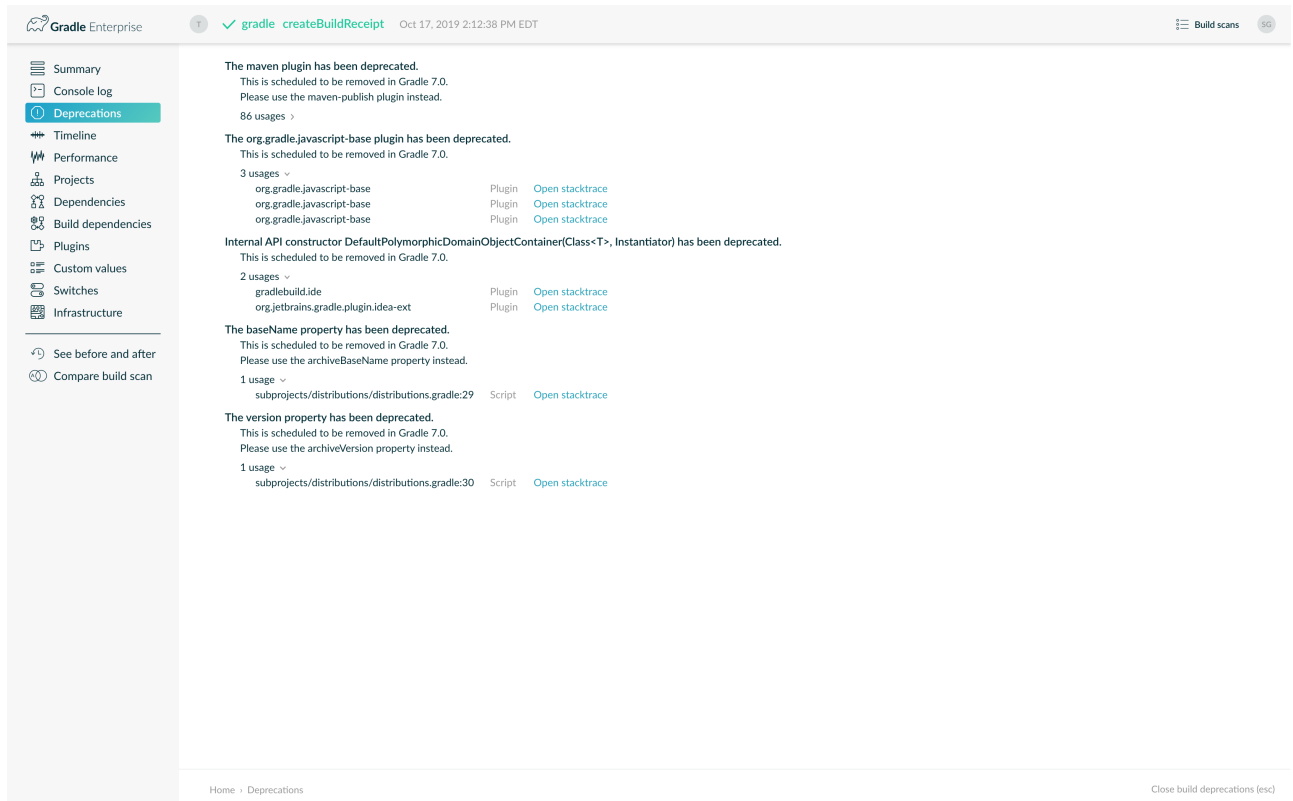 Gradle Enterprise
T
gradle createBuildReceipt Oct 17, 2019 2:12:38 PM EDT
Build scans
SG
Summary
Console log
Deprecations
Timeline
Performance
Projects
Dependencies
Build dependencies
Plugins
Custom values
Switches
Infrastructure
See before and after
Compare build scan
The maven plugin has been deprecated.
This is scheduled to be removed in Gradle 7.0.
Please use the maven-publish plugin instead.
86 usages
The org.gradle.javascript-base plugin has been deprecated.
This is scheduled to be removed in Gradle 7.0.
3 usages
org.gradle.javascript-base Plugin Open stacktrace
org.gradle.javascript-base Plugin Open stacktrace
org.gradle.javascript-base Plugin Open stacktrace
Internal API constructor DefaultPolymorphicDomainObjectContainer(Class<T>, Instantiator) has been deprecated.
This is scheduled to be removed in Gradle 7.0.
2 usages
gradlebuild.ide Plugin Open stacktrace
org.jetbrains.gradle.plugin.idea-ext Plugin Open stacktrace
The baseName property has been deprecated.
This is scheduled to be removed in Gradle 7.0.
Please use the archiveBaseName property instead.
1 usage
subprojects/distributions/distributions.gradle:29 Script Open stacktrace
The version property has been deprecated.
This is scheduled to be removed in Gradle 7.0.
Please use the archiveVersion property instead.
1 usage
subprojects/distributions/distributions.gradle:30 Script Open stacktrace
Home › Deprecations
Close build deprecations (esc)